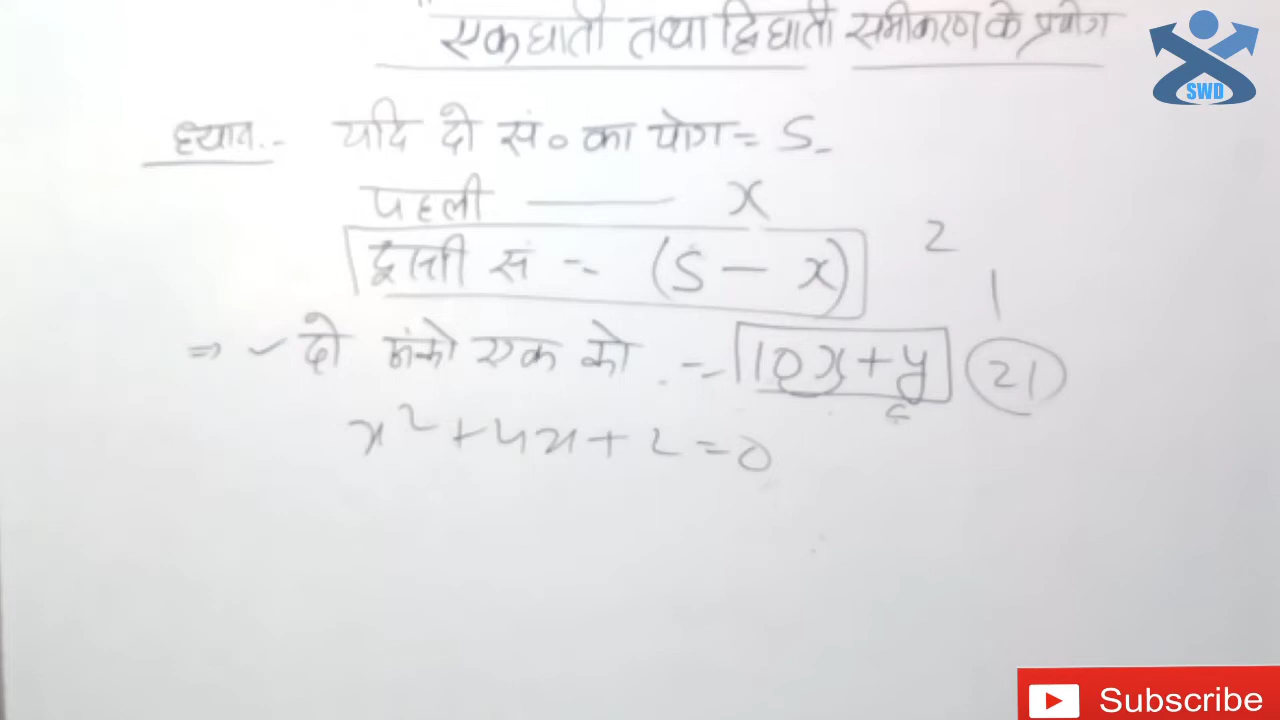 एकघाती तथा द्विघाती समीकरण के प्रयोग
SWD
ध्यान.- यदि दो सं० का योग = S
पहली —— x
दूसरी सं -- (S - x)
2
1
=> दो अंको एक को .-= 10x+y 21
x² + 4x + 2 = 0
Subscribe